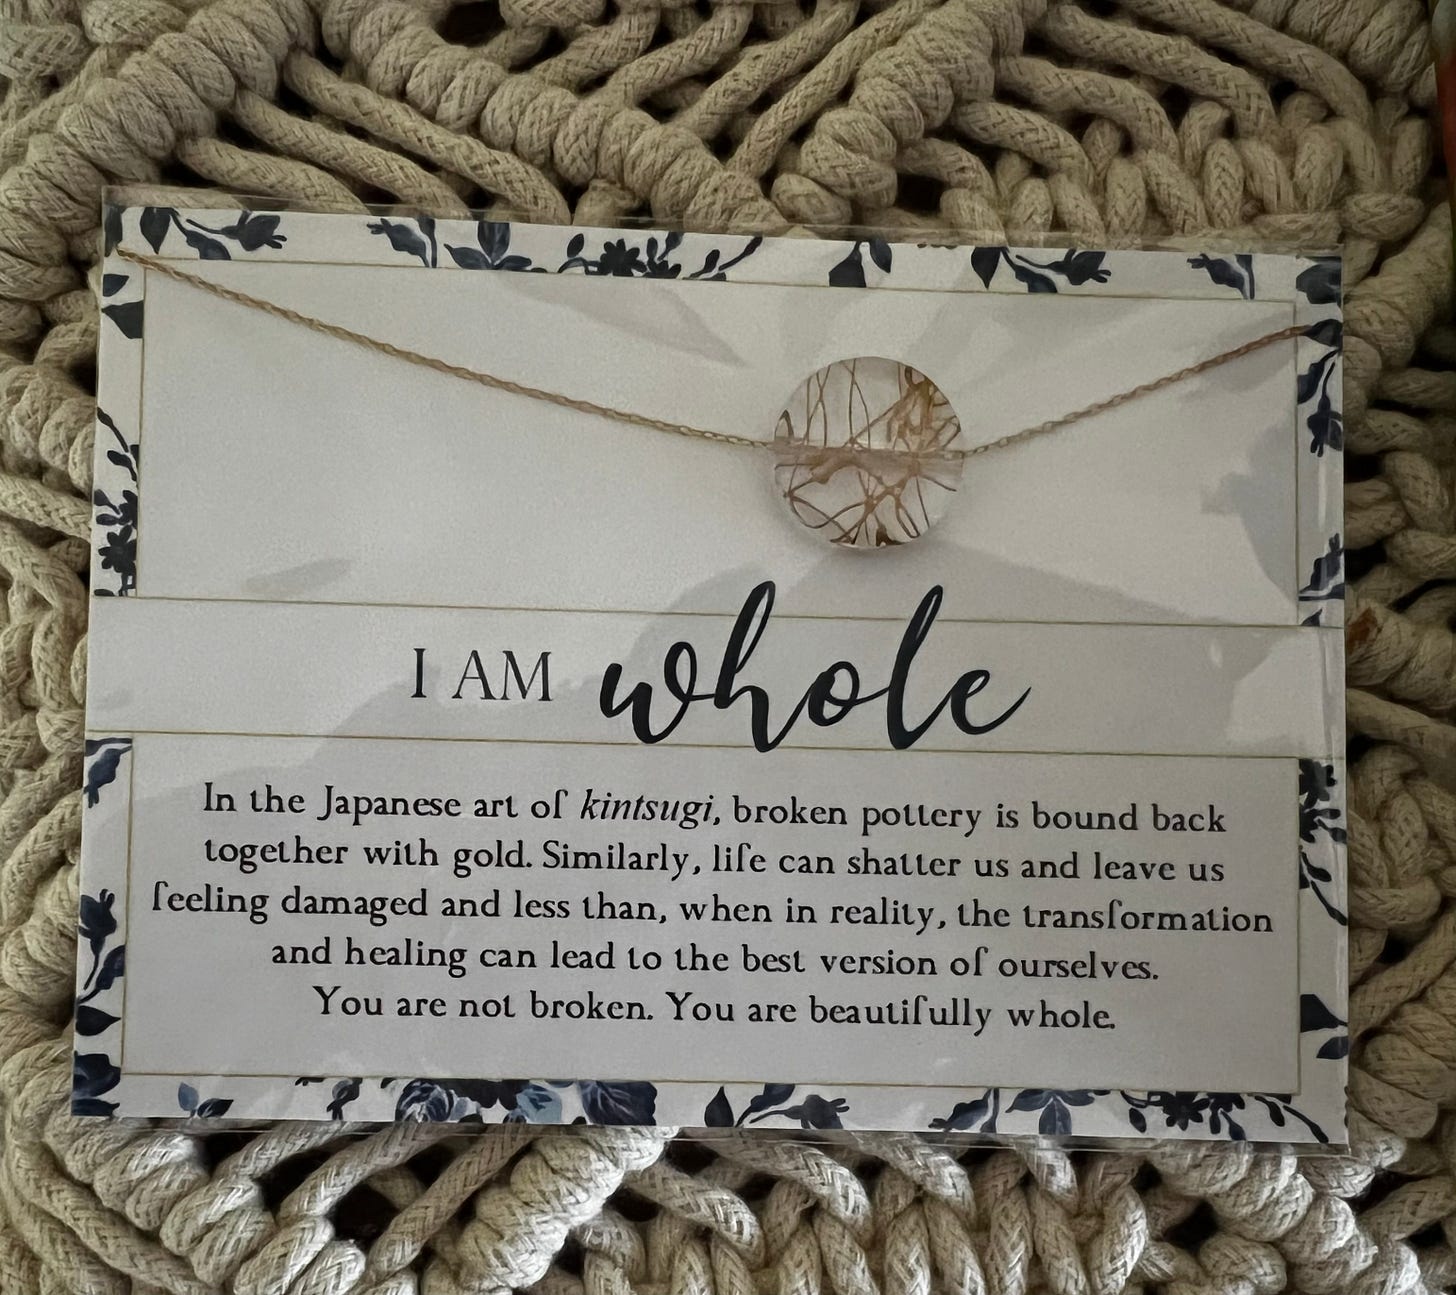 I AM whole
In the Japanese art of kintsugi, broken pottery is bound back
together with gold. Similarly, life can shatter us and leave us
feeling damaged and less than, when in reality, the transformation
and healing can lead to the best version of ourselves.
You are not broken. You are beautifully whole.